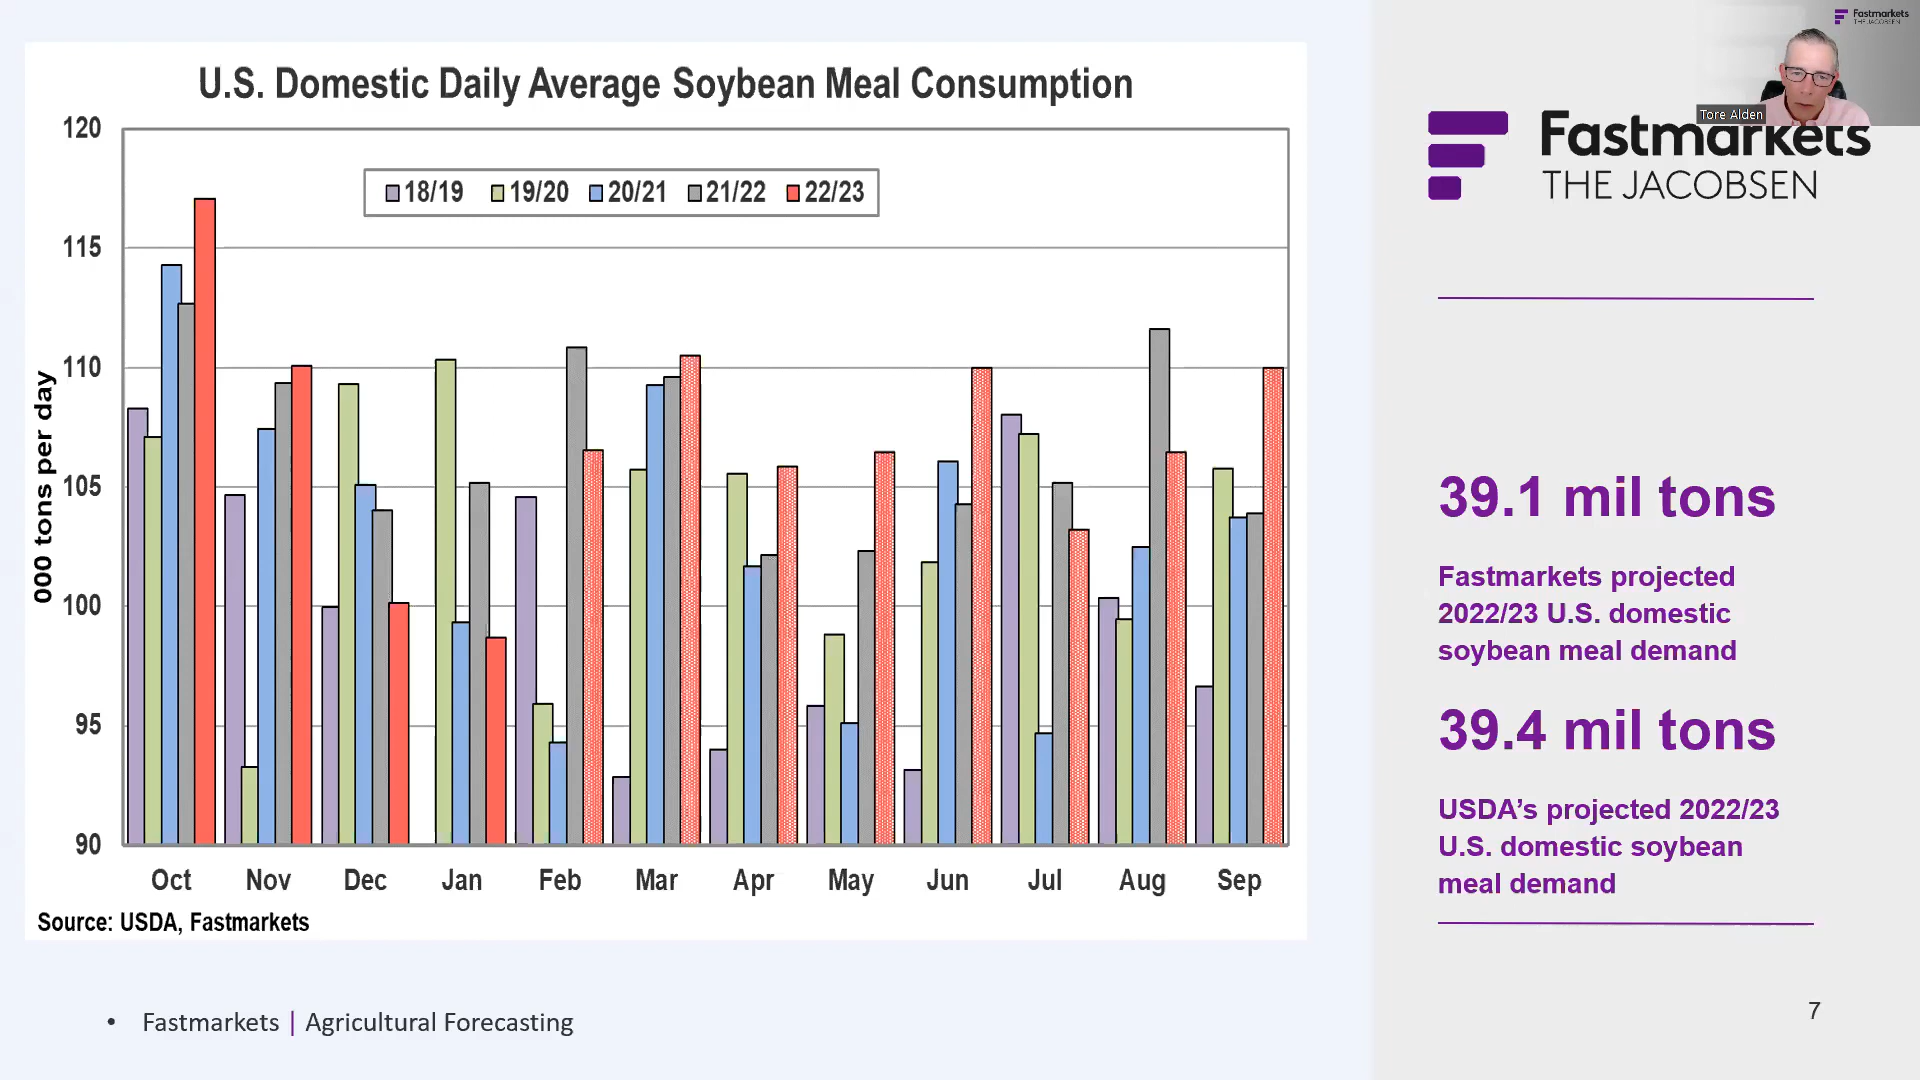 U.S. Domestic Daily Average Soybean Meal Consumption
18/19 19/20 20/21 21/22 22/23
000 tons per day
120
115
110
105
100
95
90
Oct Nov Dec Jan Feb Mar Apr May Jun Jul Aug Sep
Source: USDA, Fastmarkets
• Fastmarkets | Agricultural Forecasting
Fastmarkets
THE JACOBSEN
Tore Alden
Fastmarkets
THE JACOBSEN
39.1 mil tons
Fastmarkets projected
2022/23 U.S. domestic
soybean meal demand
39.4 mil tons
USDA’s projected 2022/23
U.S. domestic soybean
meal demand
7